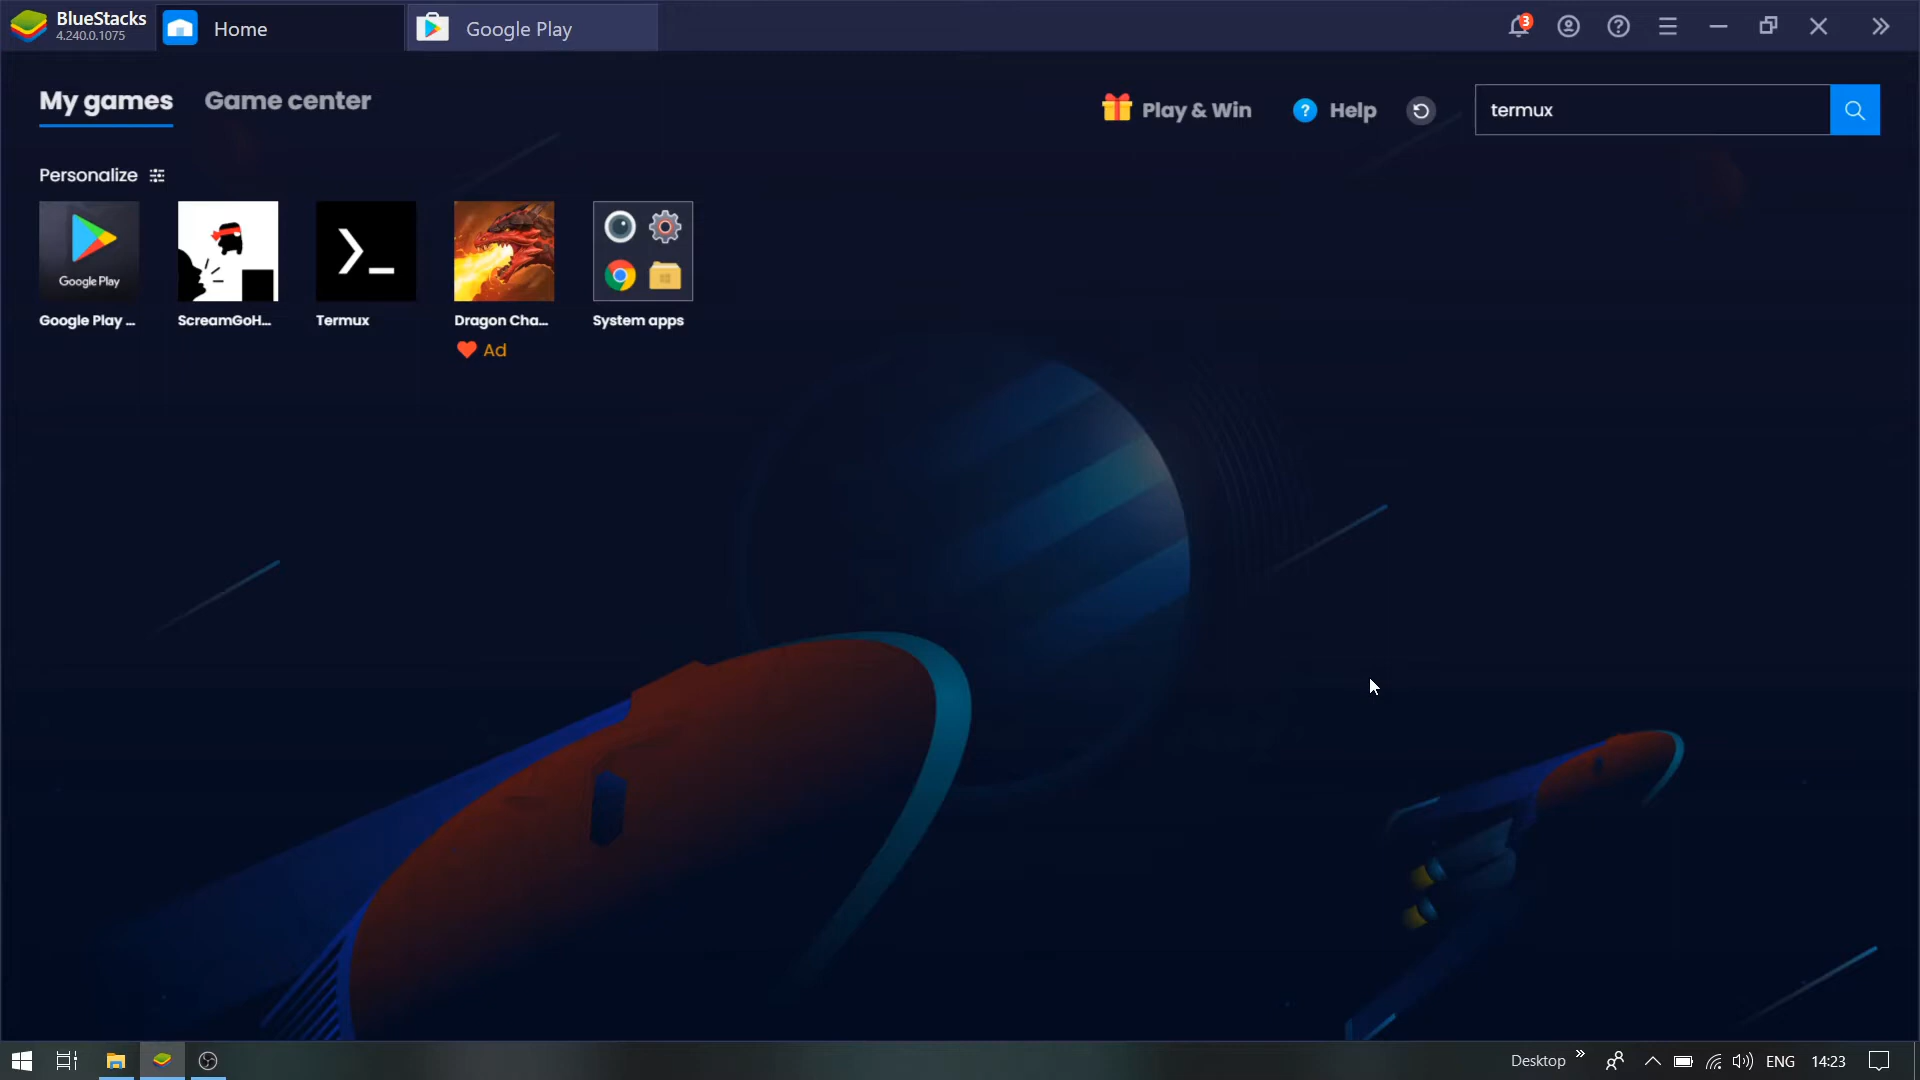 BlueStacks
4.240.0.1075
Home
Google Play
3
My games
Game center
Play & Win
? Help
termux
Personalize
Google Play
Google Play ...
ScreamGoH...
Termux
Dragon Cha...
System apps
Ad
Desktop
ENG
14:23